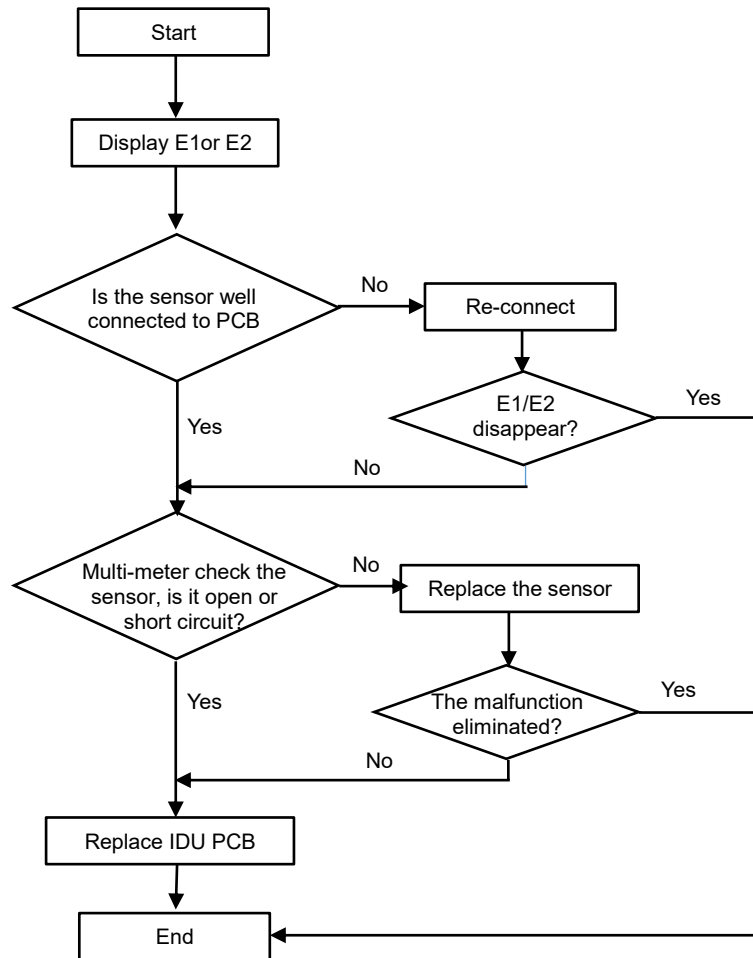 Start
Display E1or E2
Is the sensor well
connected to PCB
No
Re-connect
Yes
E1/E2
disappear?
Yes
No
Multi-meter check the
sensor, is it open or
short circuit?
No
Replace the sensor
Yes
The malfunction
eliminated?
Yes
No
Replace IDU PCB
End